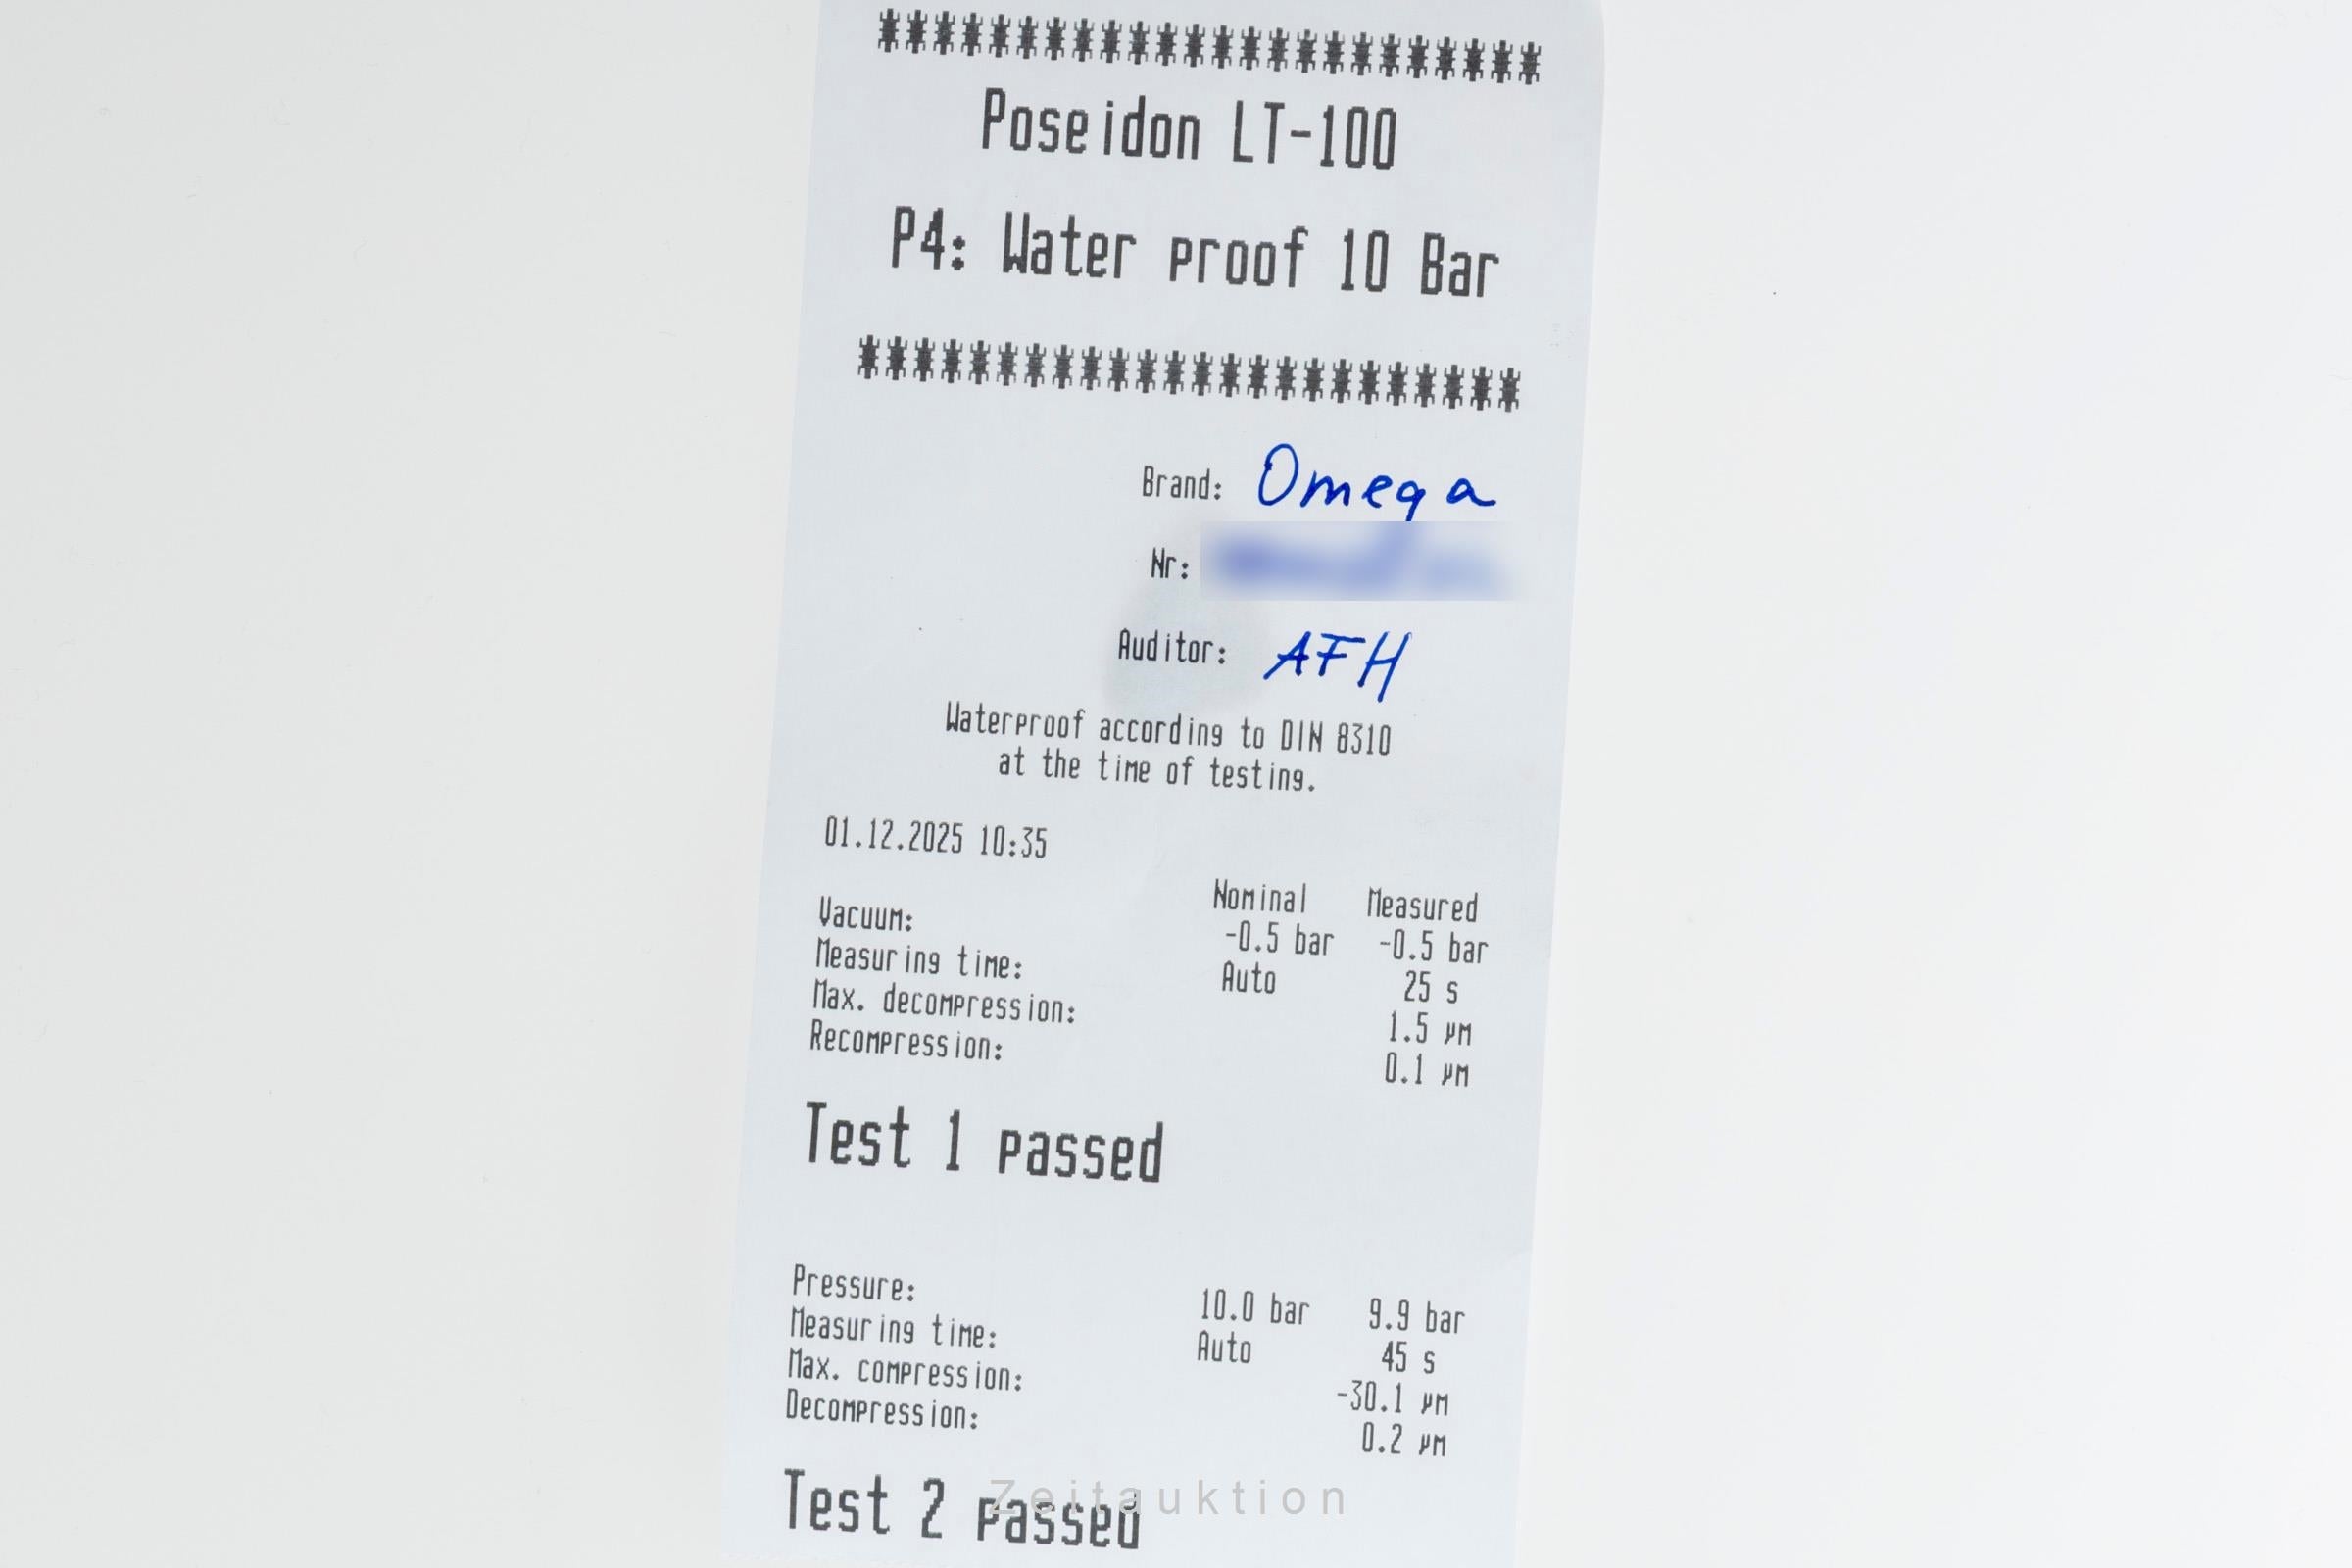 ************************
Poseidon LT-100
P4: Water proof 10 Bar
************************
Brand: Omega
Nr:
Auditor: AFH
Waterproof according to DIN 8310
at the time of testing.
01.12.2025 10:35
Nominal Measured
Vacuum: -0.5 bar -0.5 bar
Measuring time: Auto 25 s
Max. decompression: 1.5 µm
Recompression: 0.1 µm
Test 1 passed
Pressure: 10.0 bar 9.9 bar
Measuring time: Auto 45 s
Max. compression: -30.1 µm
Decompression: 0.2 µm
Test 2 passed
Zeitauktion